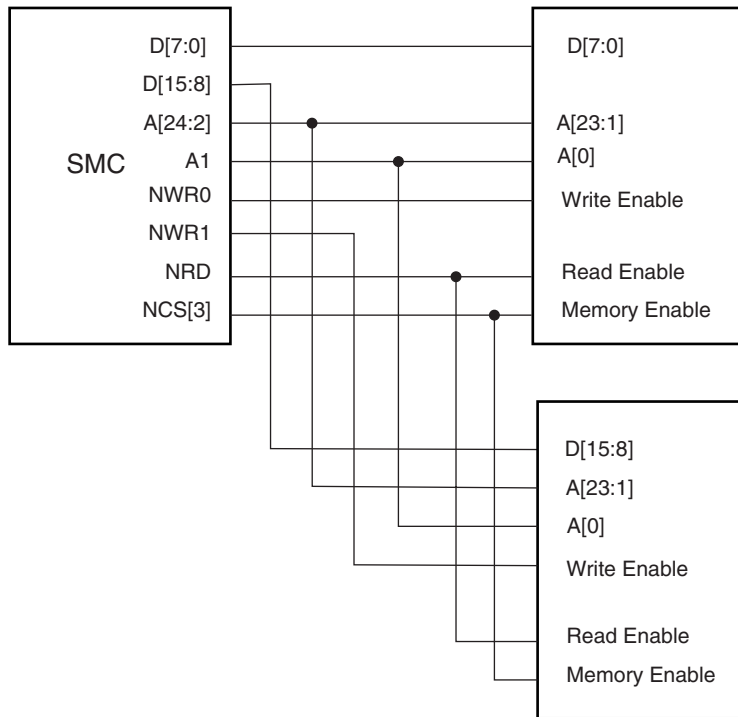 SMC
D[7:0]
D[15:8]
A[24:2]
A1
NWR0
NWR1
NRD
NCS[3]
D[7:0]
A[23:1]
A[0]
Write Enable
Read Enable
Memory Enable
D[15:8]
A[23:1]
A[0]
Write Enable
Read Enable
Memory Enable